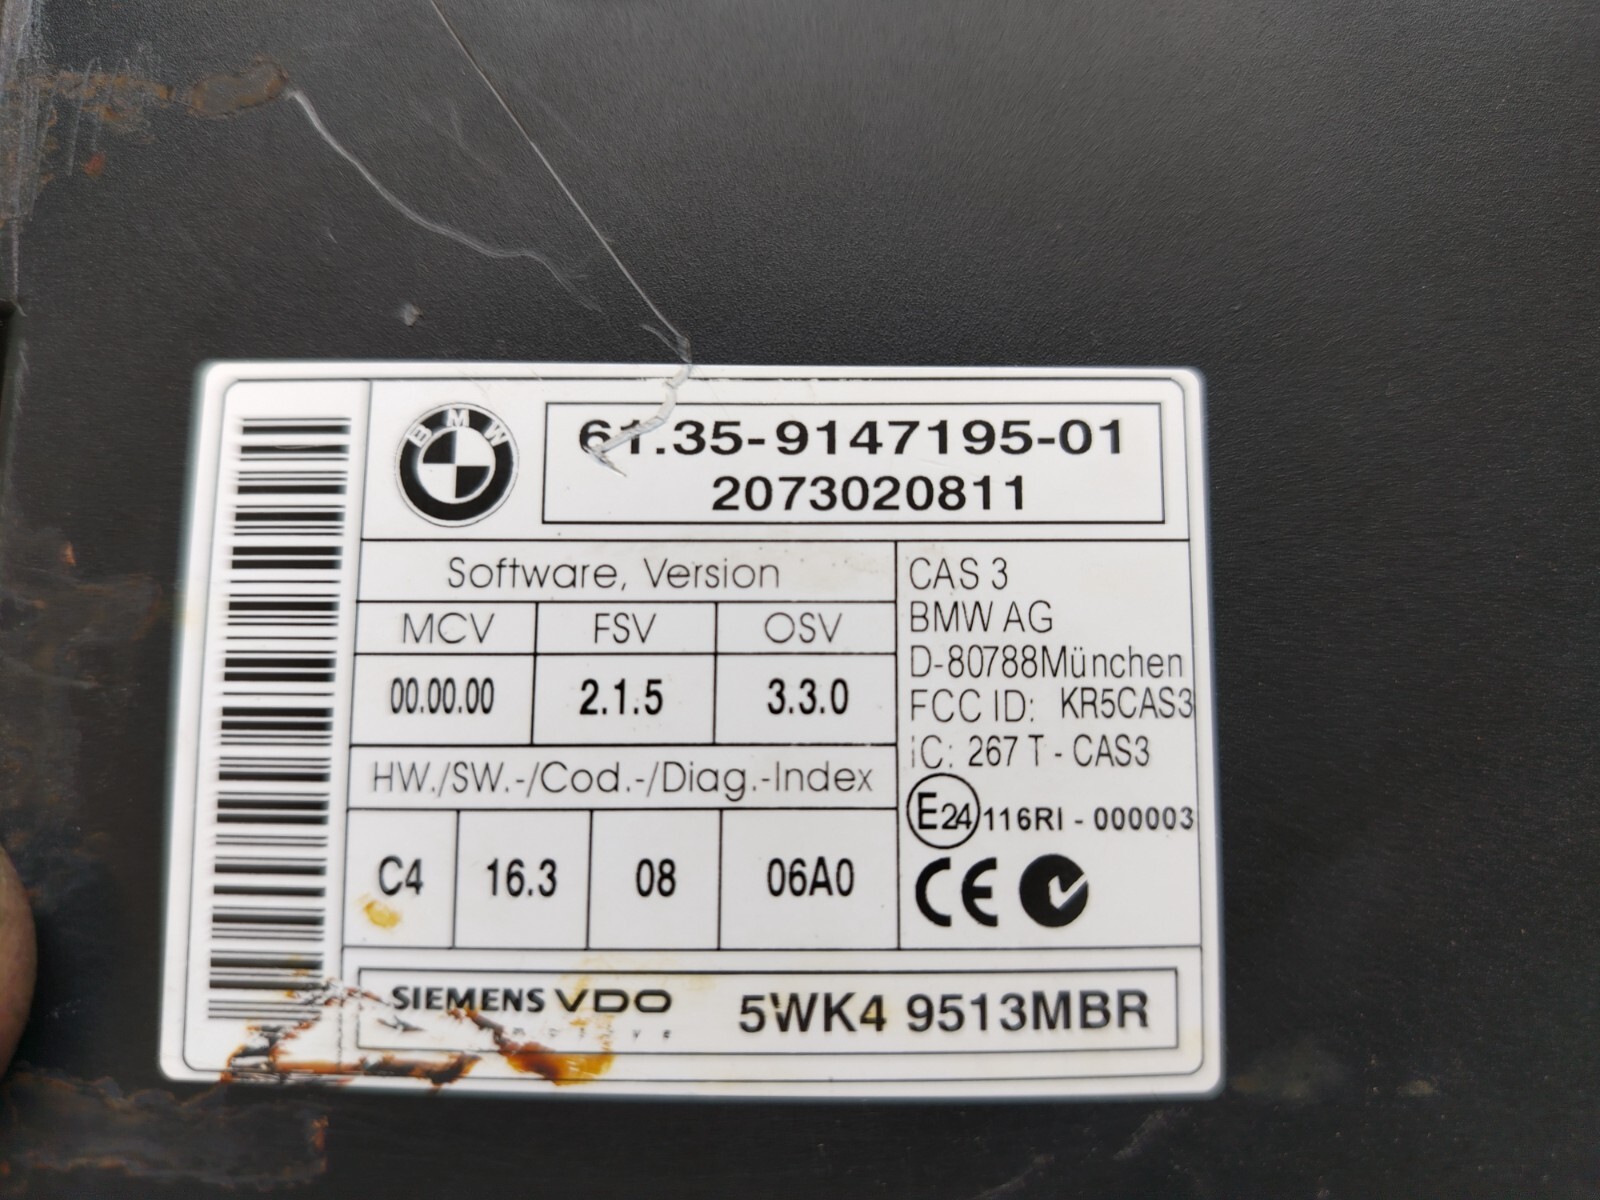 BMW
61.35-9147195-01
2073020811
Software, Version
MCV FSV OSV
00.00.00 2.1.5 3.3.0
HW./SW.-/Cod.-/Diag.-Index
C4 16.3 08 06A0
CAS 3
BMW AG
D-80788München
FCC ID: KR5CAS3
IC: 267 T - CAS3
E24 116RI - 000003
CE
SIEMENS VDO
5WK4 9513MBR